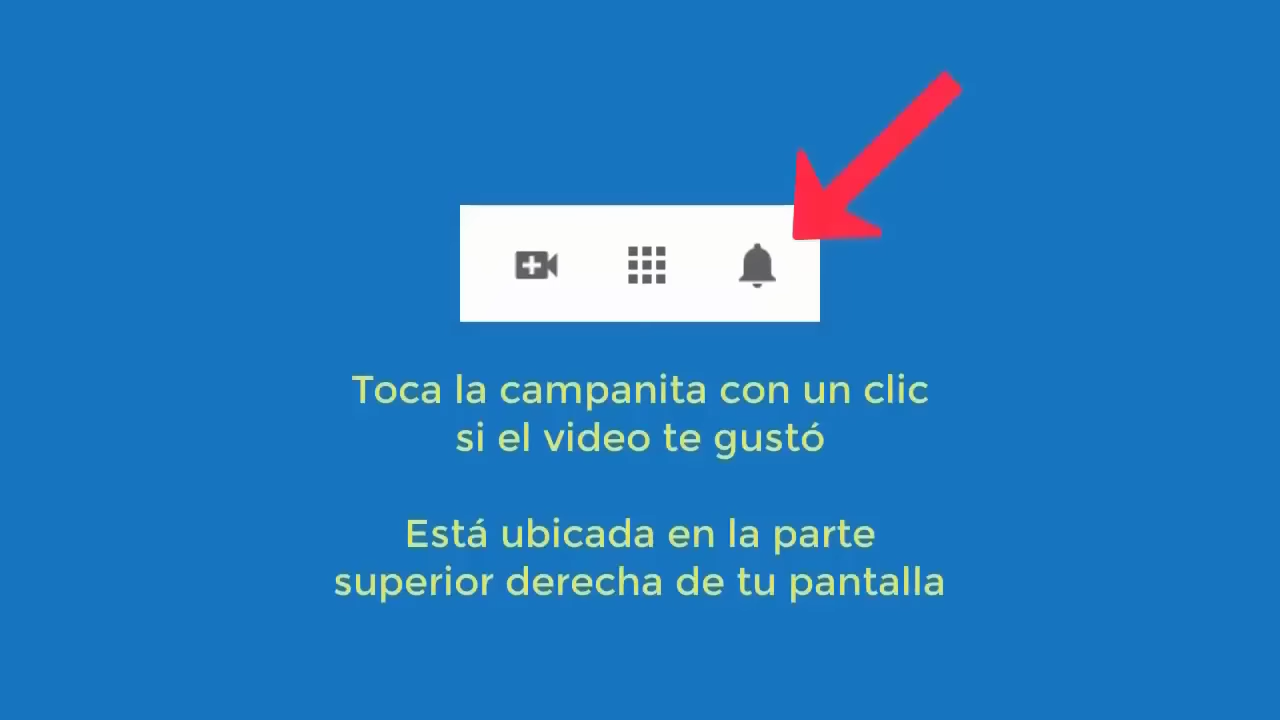 Toca la campanita con un clic
si el video te gustó
Está ubicada en la parte
superior derecha de tu pantalla